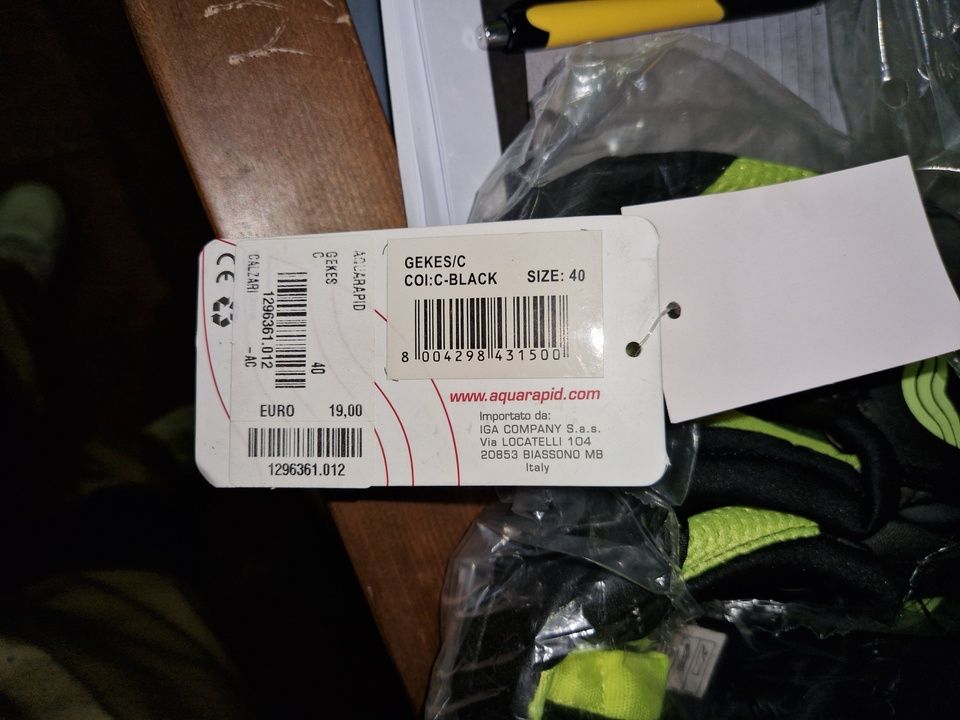 GEKES/C
COl:C-BLACK SIZE: 40
8 004298 431500
www.aquarapid.com
Importato da:
IGA COMPANY S.a.s.
Via LOCATELLI 104
20853 BIASSONO MB
Italy
AQUARAPID
GEKES
C
40
1296361.012
CALZARI -AC
EURO 19,00
1296361.012
CE